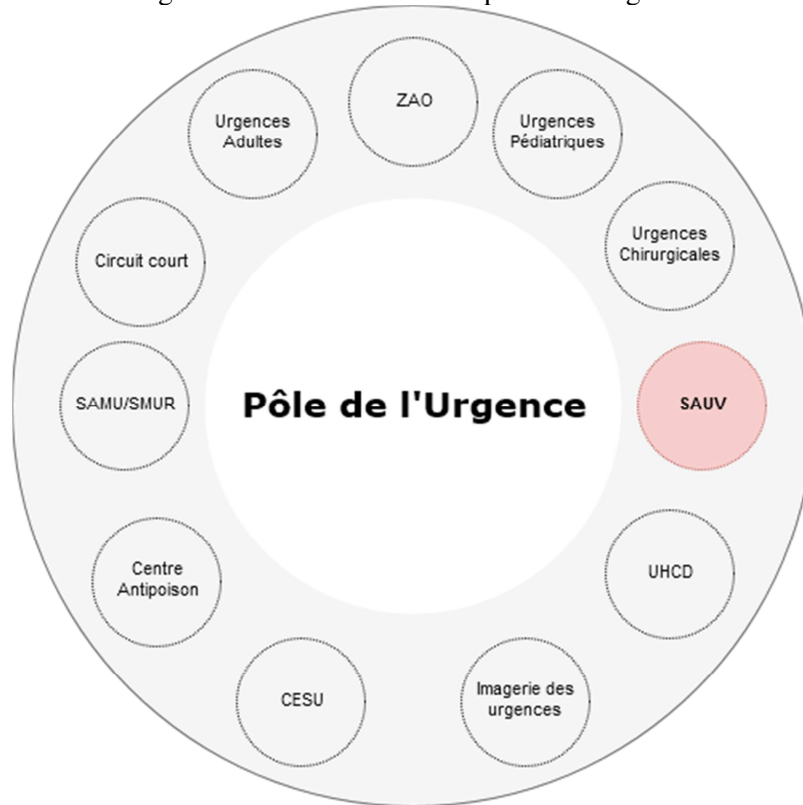 ZAO
Urgences
Adultes
Urgences
Pédiatriques
Urgences
Chirurgicales
Circuit court
SAMU/SMUR
Pôle de l'Urgence
SAUV
Centre
Antipoison
UHCD
CESU
Imagerie des
urgences